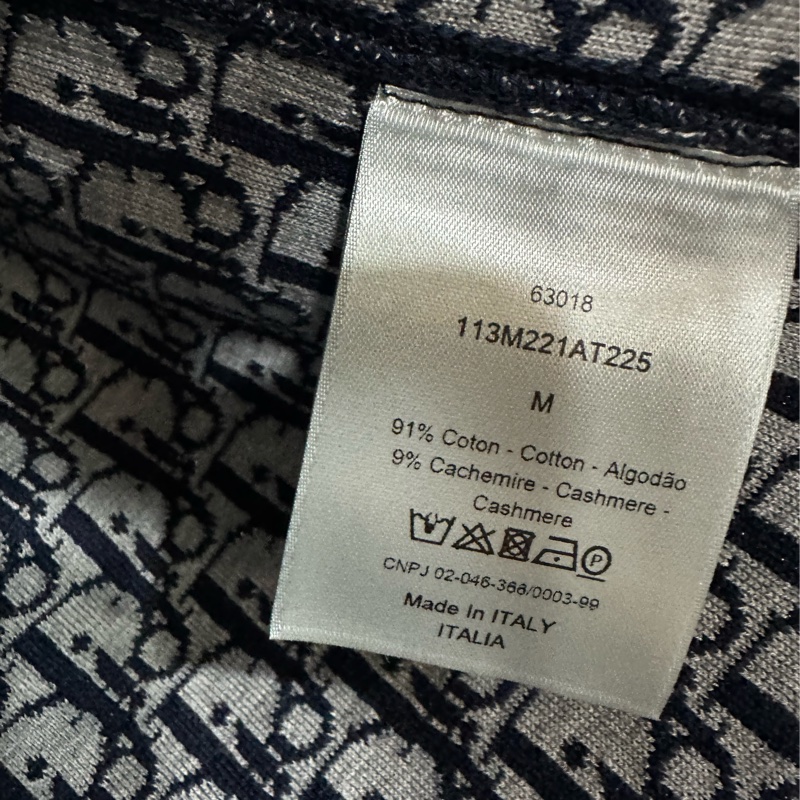 63018
113M221AT225
M
91% Coton - Cotton - Algodão
9% Cachemire - Cashmere -
Cashmere
P
CNPJ 02-046-366/0003-99
Made In ITALY
ITALIA